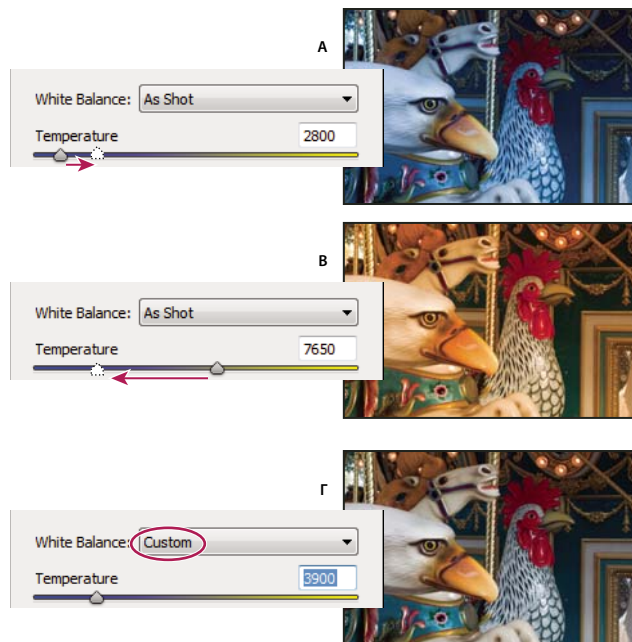 А
White Balance: As Shot
Temperature 2800
В
White Balance: As Shot
Temperature 7650
Г
White Balance: Custom
Temperature 3900